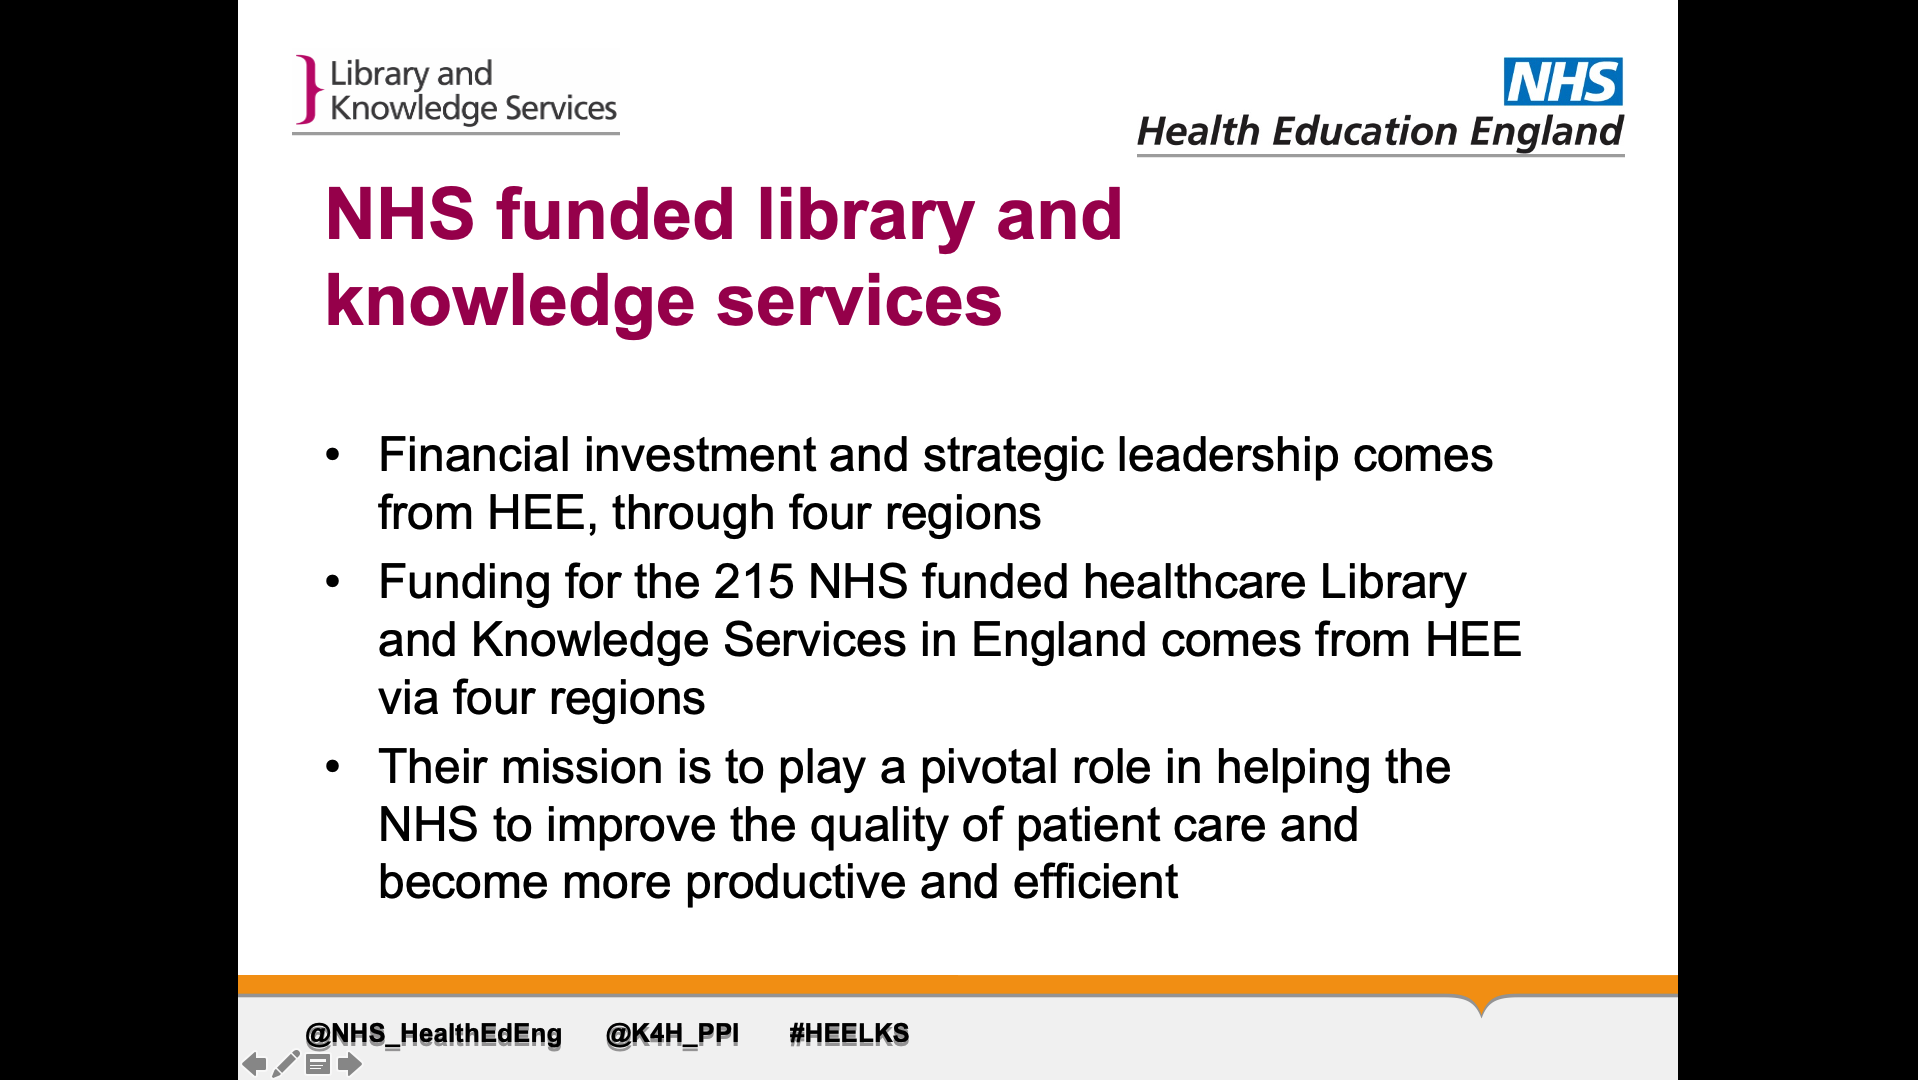 Library and
Knowledge Services
NHS
Health Education England
NHS funded library and
knowledge services
• Financial investment and strategic leadership comes
from HEE, through four regions
• Funding for the 215 NHS funded healthcare Library
and Knowledge Services in England comes from HEE
via four regions
• Their mission is to play a pivotal role in helping the
NHS to improve the quality of patient care and
become more productive and efficient
@NHS_HealthEdEng @K4H_PPI #HEELKS